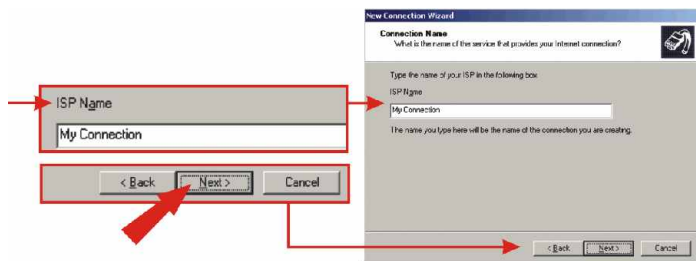 ISP Name
My Connection
< Back
Next >
Cancel
New Connection Wizard
Connection Name
What is the name of the service that provides your Internet connection?
Type the name of your ISP in the following box.
ISP Name
My Connection
The name you type here will be the name of the connection you are creating.
< Back
Next >
Cancel